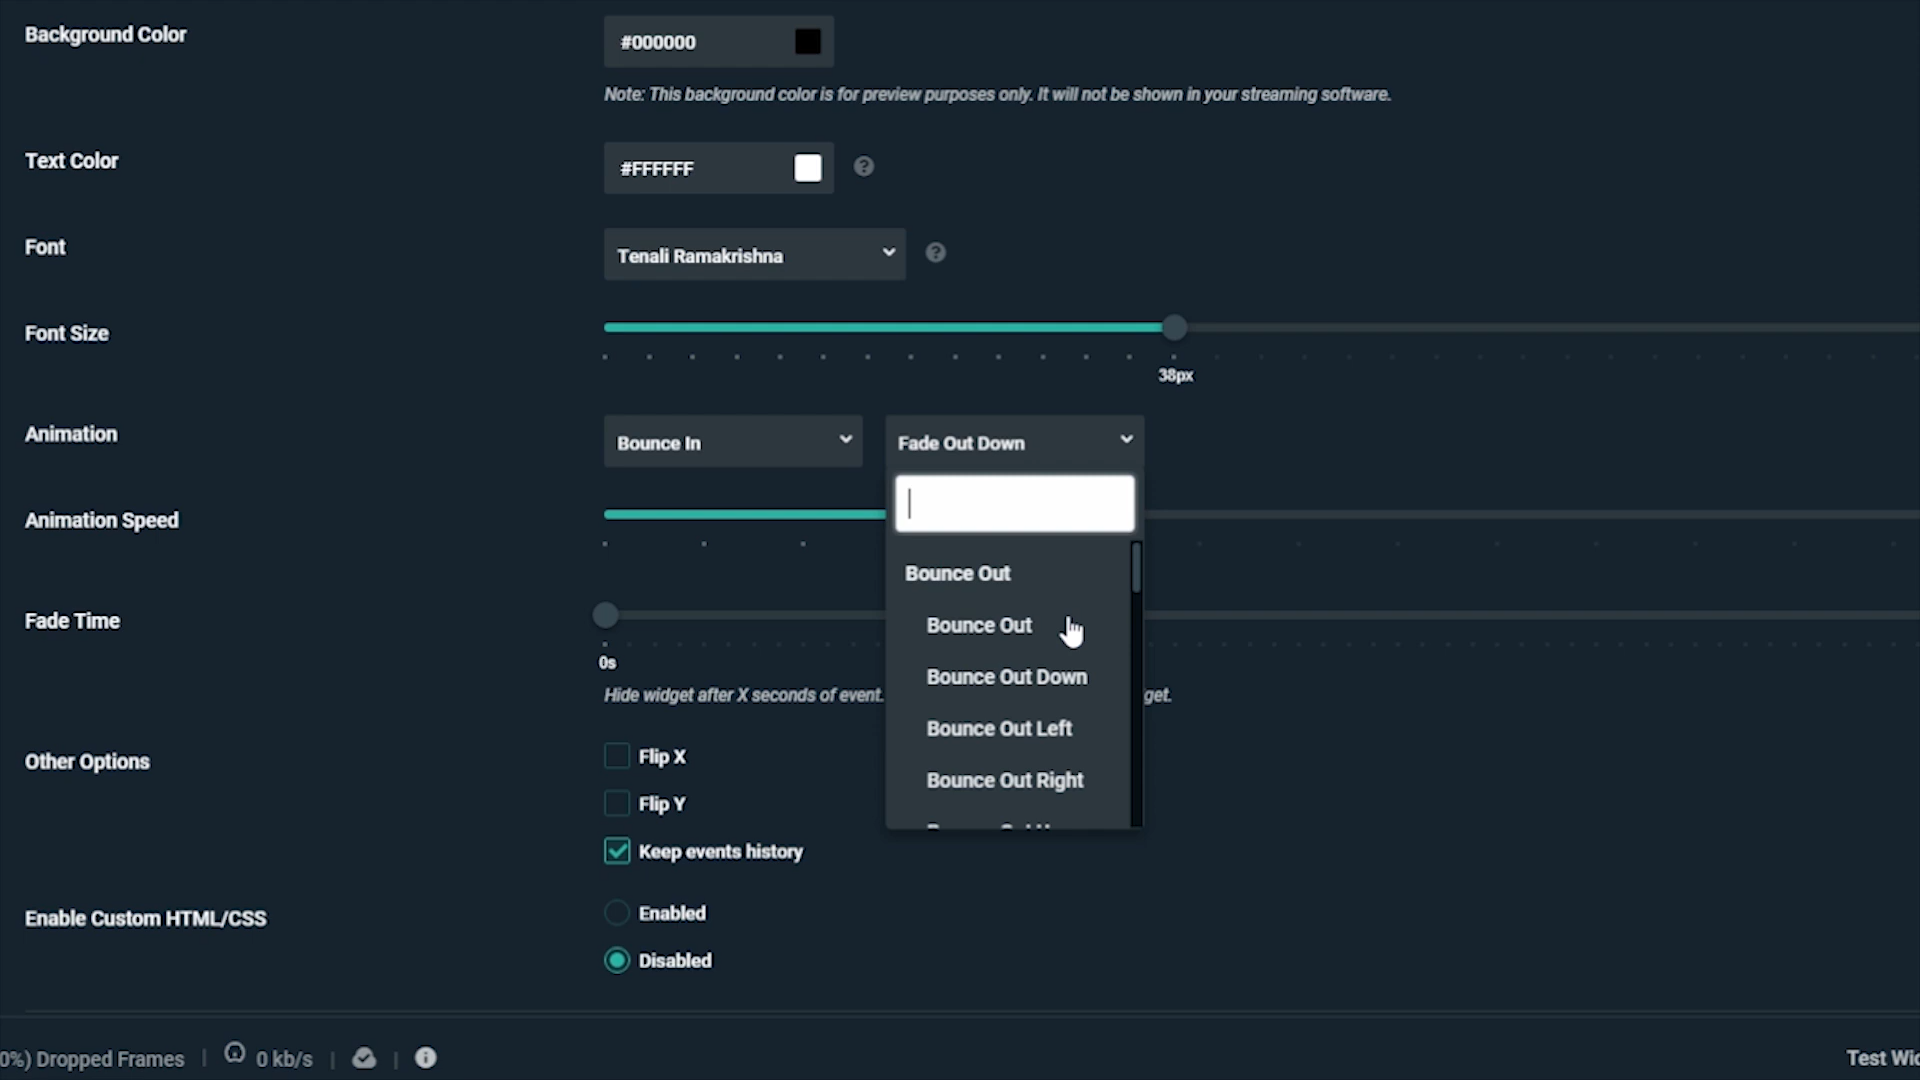 Background Color
#000000
Note: This background color is for preview purposes only. It will not be shown in your streaming software.
Text Color
#FFFFFF
Font
Tenali Ramakrishna
Font Size
38px
Animation
Bounce In
Fade Out Down
Animation Speed
Bounce Out
Bounce Out
Bounce Out Down
Bounce Out Left
Bounce Out Right
Fade Time
0s
Hide widget after X seconds of event.
get.
Other Options
Flip X
Flip Y
Keep events history
Enable Custom HTML/CSS
Enabled
Disabled
0%) Dropped Frames
0 kb/s
Test Wid